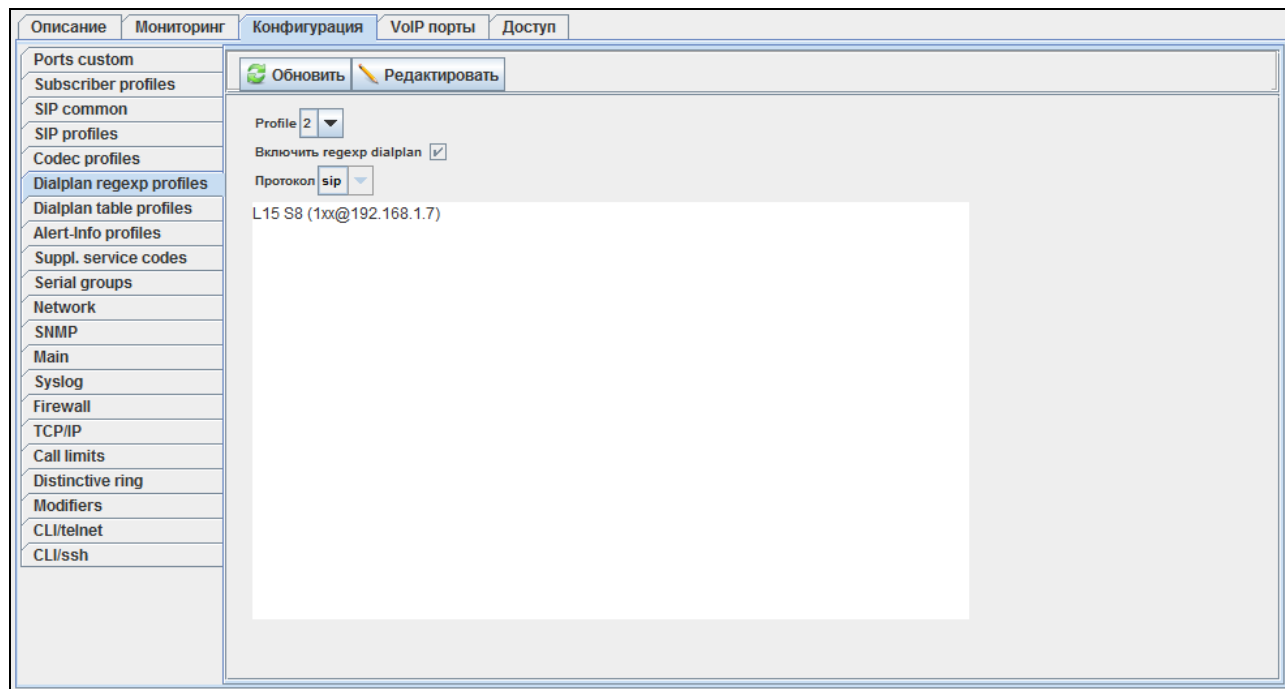 Описание Мониторинг Конфигурация VoIP порты Доступ
Ports custom
Subscriber profiles
SIP common
SIP profiles
Codec profiles
Dialplan regexp profiles
Dialplan table profiles
Alert-Info profiles
Suppl. service codes
Serial groups
Network
SNMP
Main
Syslog
Firewall
TCP/IP
Call limits
Distinctive ring
Modifiers
CLI/telnet
CLI/ssh
Обновить Редактировать
Profile 2
Включить regexp dialplan
Протокол sip
L15 S8 (1xx@192.168.1.7)